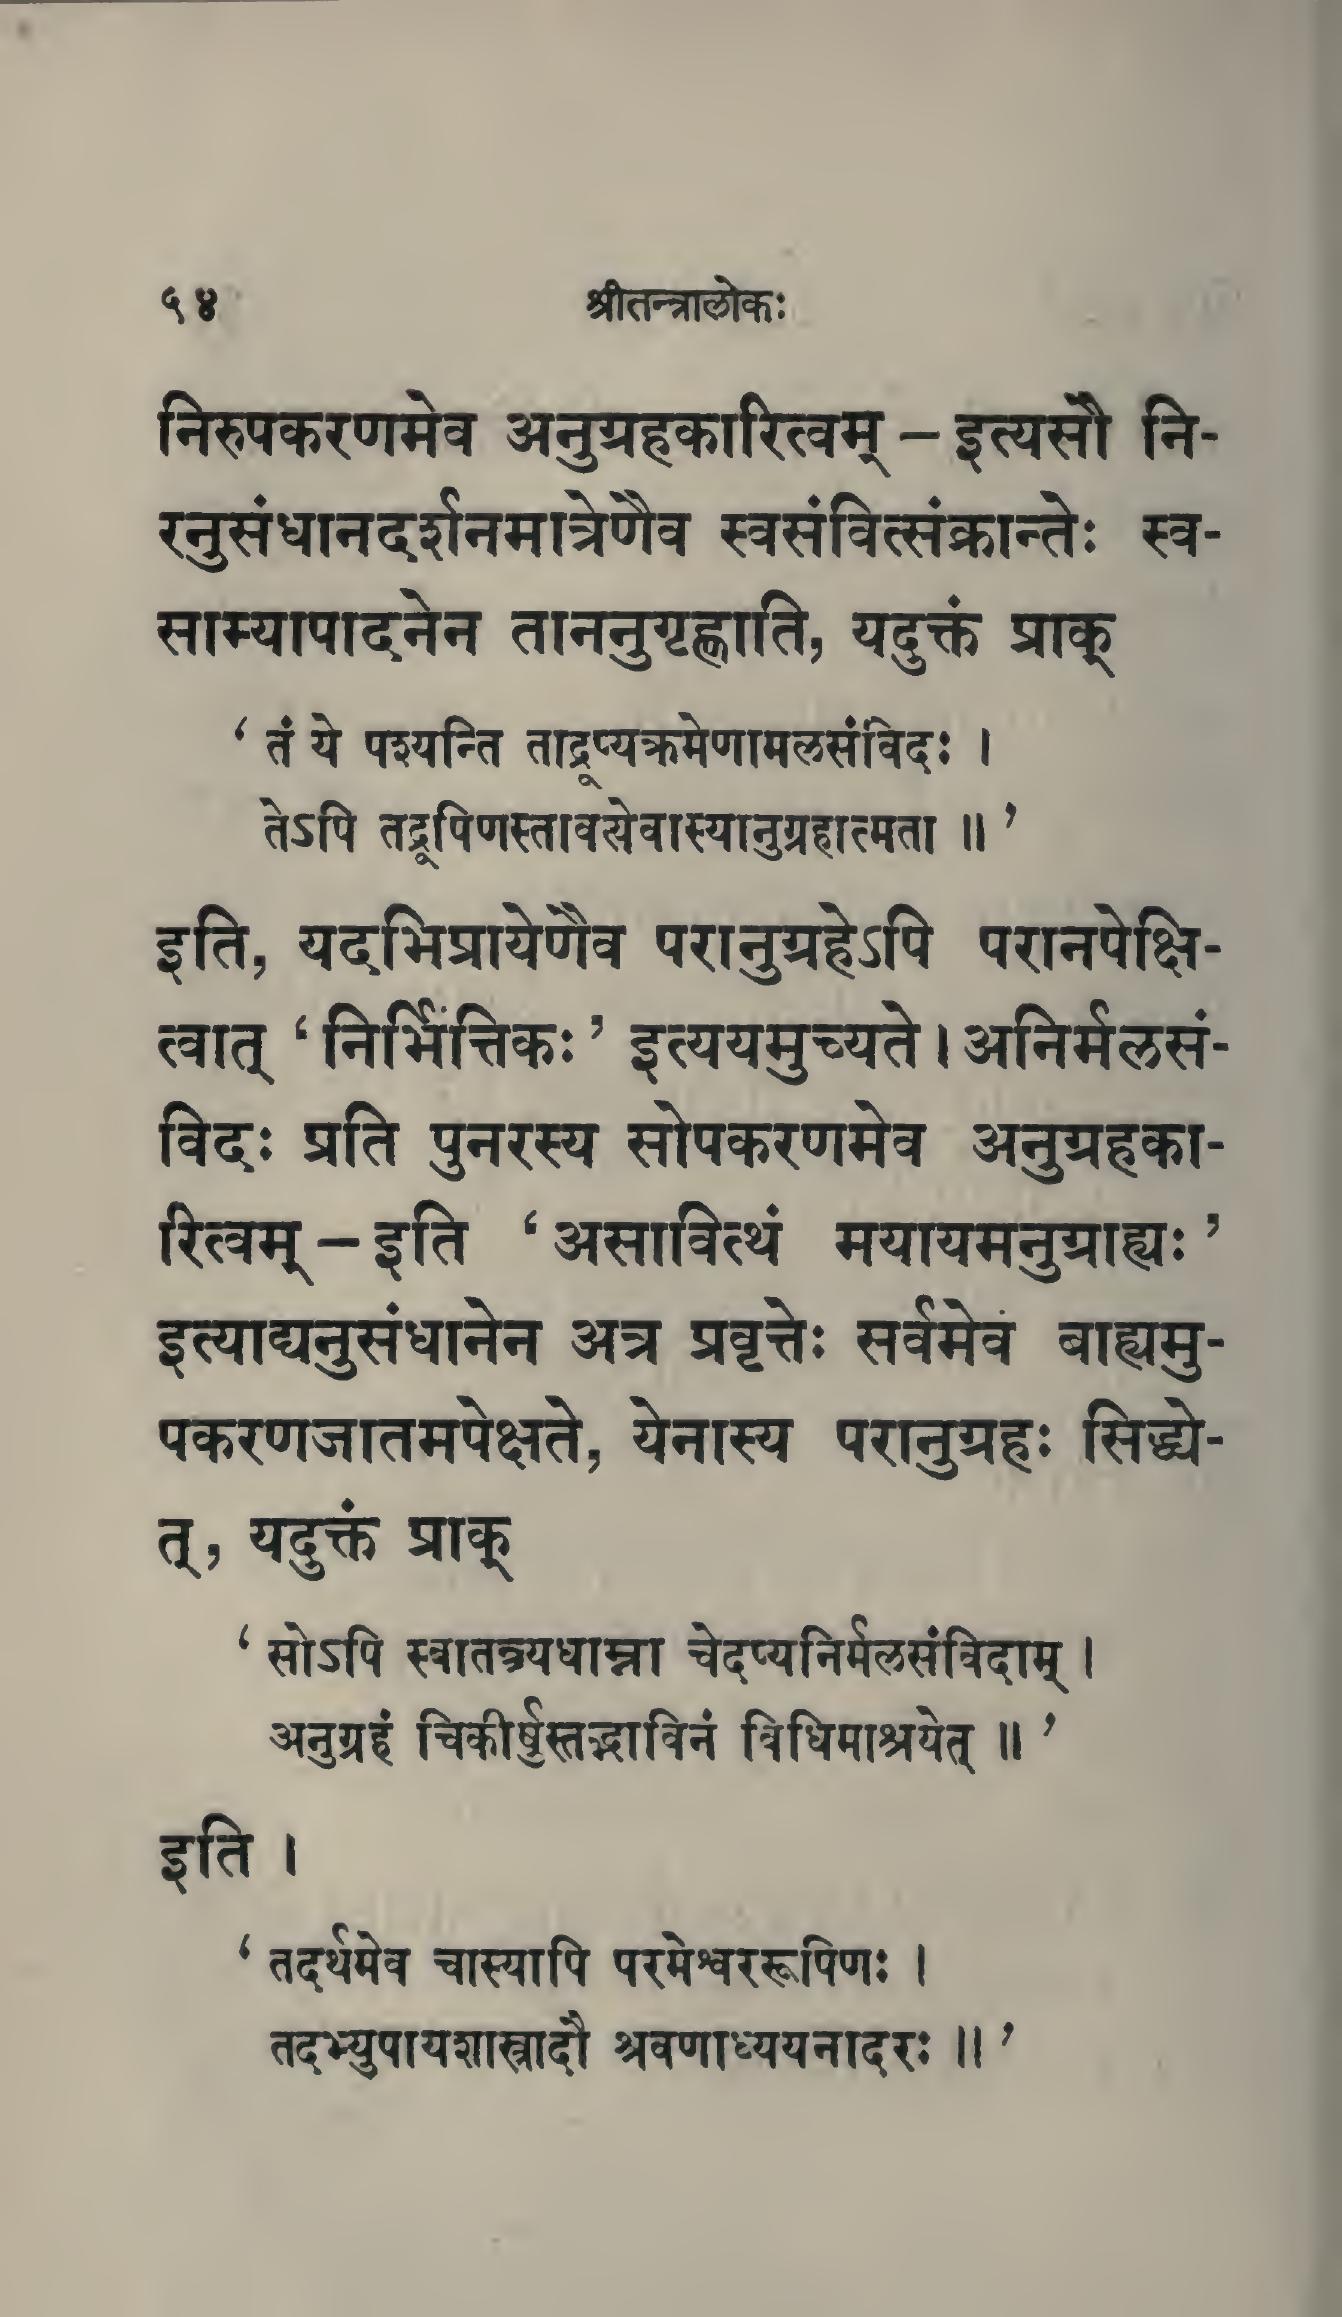 ५४ श्रीतन्त्रालोकः
निरुपकरणमेव अनुग्रहकारित्वम् – इत्यसौ नि-
रनुसंधानदर्शनमात्रेणैव स्वसंवित्संक्रान्तेः स्व-
साम्यापादनेन ताननुगृह्णाति, यदुक्तं प्राक्
‘ तं ये पश्यन्ति ताद्रूप्यक्रमेणामलसंविदः ।
तेऽपि तद्रूपिणस्तावत्येवास्यानुग्रहात्मता ॥ ’
इति, यदभिप्रायेणैव परानुग्रहेऽपि परानपेक्षि-
त्वात् ‘ निर्भित्तिकः ’ इत्ययमुच्यते । अनिर्मलसं-
विदः प्रति पुनरस्य सोपकरणमेव अनुग्रहका-
रित्वम् – इति ‘ असावित्थं मयायमनुग्राह्यः ’
इत्याद्यनुसंधानेन अत्र प्रवृत्तेः सर्वमेव बाह्यमु-
पकरणजातमपेक्षते, येनास्य परानुग्रहः सिद्ध्ये-
त्, यदुक्तं प्राक्
‘ सोऽपि स्वातन्त्र्यधाम्ना चेदप्यनिर्मलसंविदाम् ।
अनुग्रहं चिकीर्षुस्तद्भाविनं विधिमाश्रयेत् ॥ ’
इति ।
‘ तदर्थमेव चास्यापि परमेश्वररूपिणः ।
तदभ्युपायशास्त्रादौ श्रवणाध्ययनादरः ॥ ’